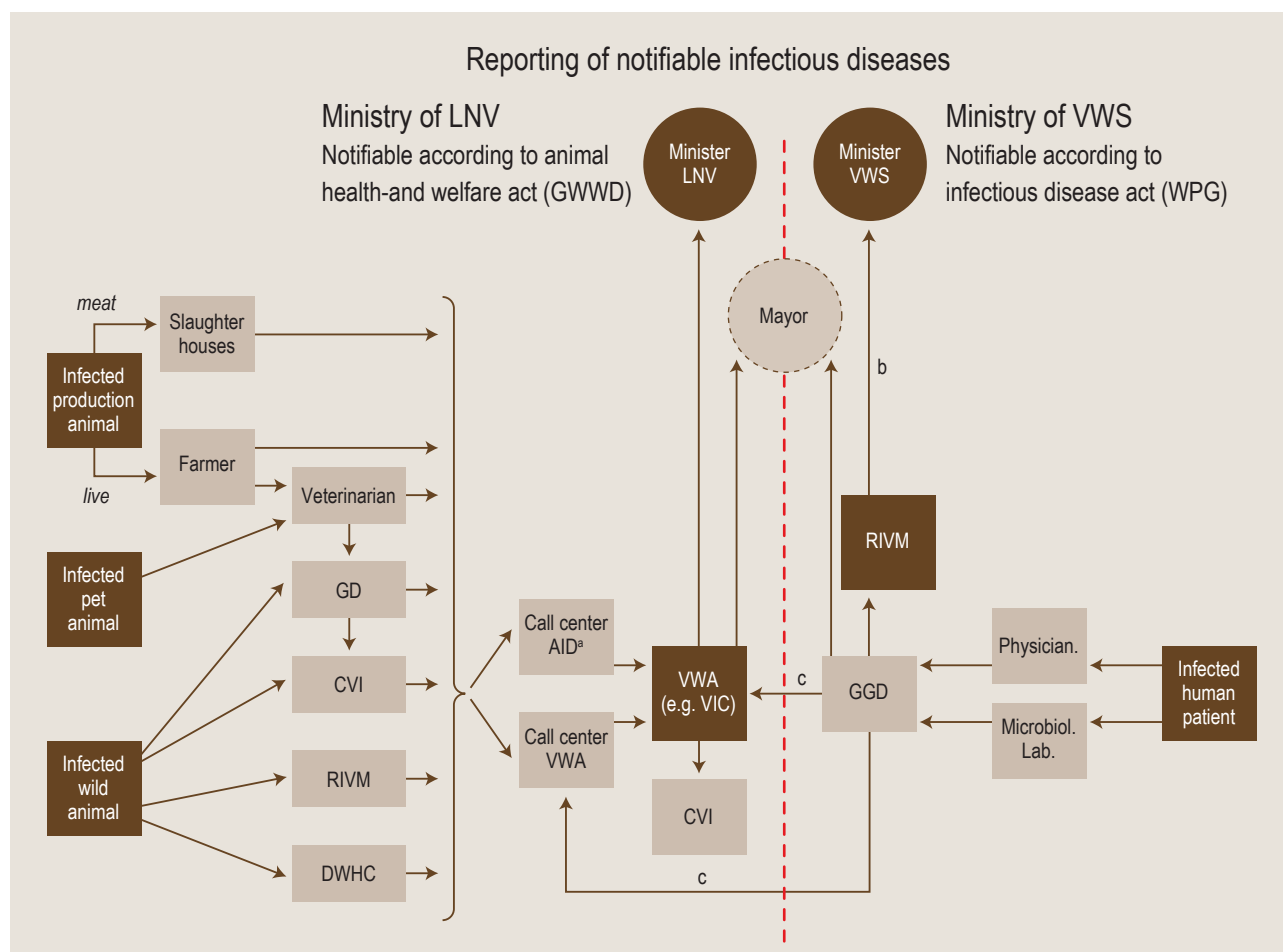 Reporting of notifiable infectious diseases
Ministry of LNV
Notifiable according to animal
health-and welfare act (GWWD)
Minister
LNV
Minister
VWS
Ministry of VWS
Notifiable according to
infectious disease act (WPG)
Mayor
meat
Slaughter
houses
Infected
production
animal
live
Farmer
Veterinarian
b
RIVM
Infected
pet
animal
GD
CVI
Call center
AIDa
Call center
VWA
VWA
(e.g. VIC)
c
GGD
Physician.
Microbiol.
Lab.
Infected
human
patient
Infected
wild
animal
RIVM
CVI
DWHC
c